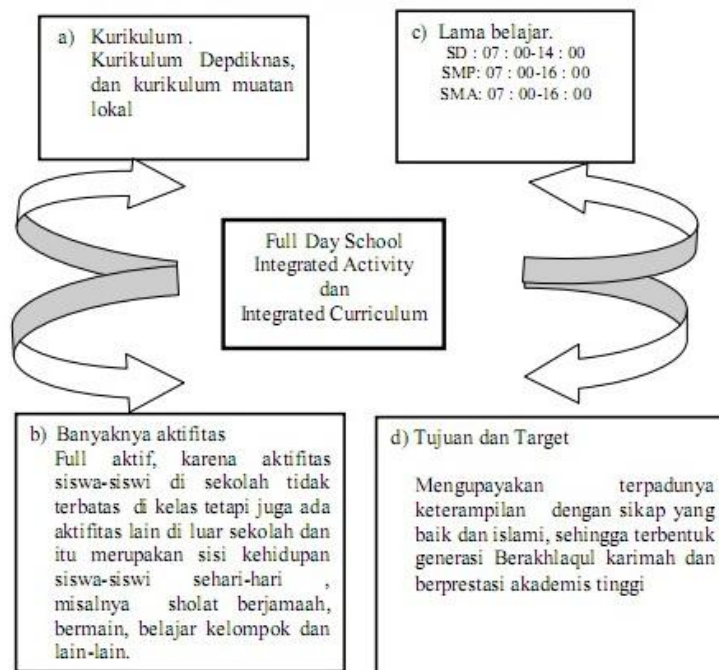 a) Kurikulum .
Kurikulum Depdiknas,
dan kurikulum muatan
lokal
c) Lama belajar.
SD : 07 : 00-14 : 00
SMP: 07 : 00-16 : 00
SMA: 07 : 00-16 : 00
Full Day School
Integrated Activity
dan
Integrated Curriculum
b) Banyaknya aktifitas
Full aktif, karena aktifitas
siswa-siswi di sekolah tidak
terbatas di kelas tetapi juga ada
aktifitas lain di luar sekolah dan
itu merupakan sisi kehidupan
siswa-siswi sehari-hari ,
misalnya sholat berjamaah,
bermain, belajar kelompok dan
lain-lain.
d) Tujuan dan Target
Mengupayakan terpadunya
keterampilan dengan sikap yang
baik dan islami, sehingga terbentuk
generasi Berakhlaqul karimah dan
berprestasi akademis tinggi